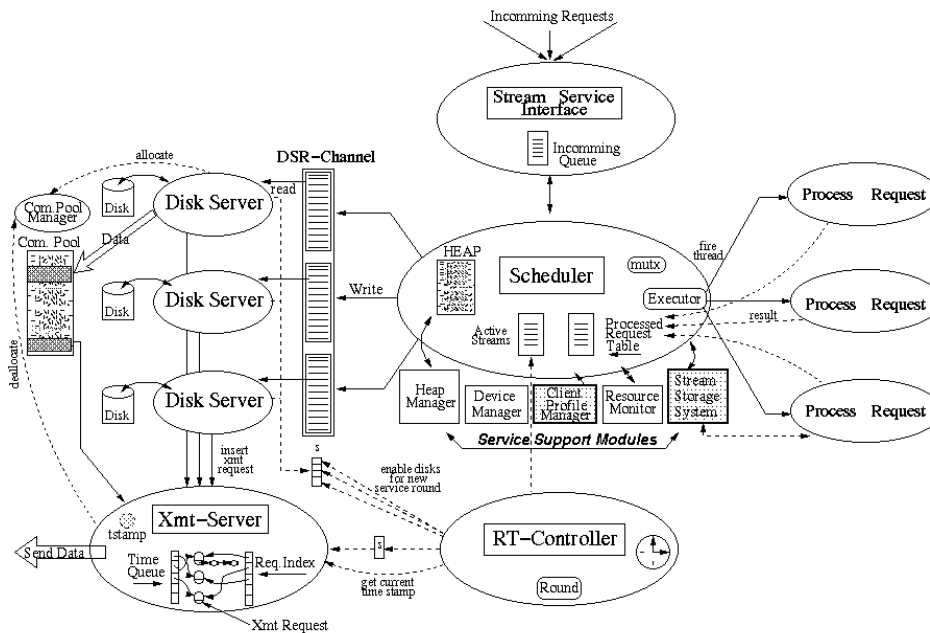 Incomming Requests
Stream Service
Interface
Incomming
Queue
allocate
DSR-Channel
read
Com.Pool
Manager
Disk
Disk Server
Com. Pool
Data
HEAP
Scheduler
mutx
fire
thread
Process Request
Disk
Disk Server
Write
Executor
Process Request
result
Active
Streams
Processed
Request
Table
deallocate
Disk
Disk Server
Heap
Manager
Device
Manager
Client
Profile
Manager
Resource
Monitor
Stream
Storage
System
Process Request
Service Support Modules
insert
xmt
request
s
enable disks
for new
service round
tstamp
Xmt-Server
Send Data
Time
Queue
Req.Index
Xmt Request
s
get current
time stamp
RT-Controller
Round